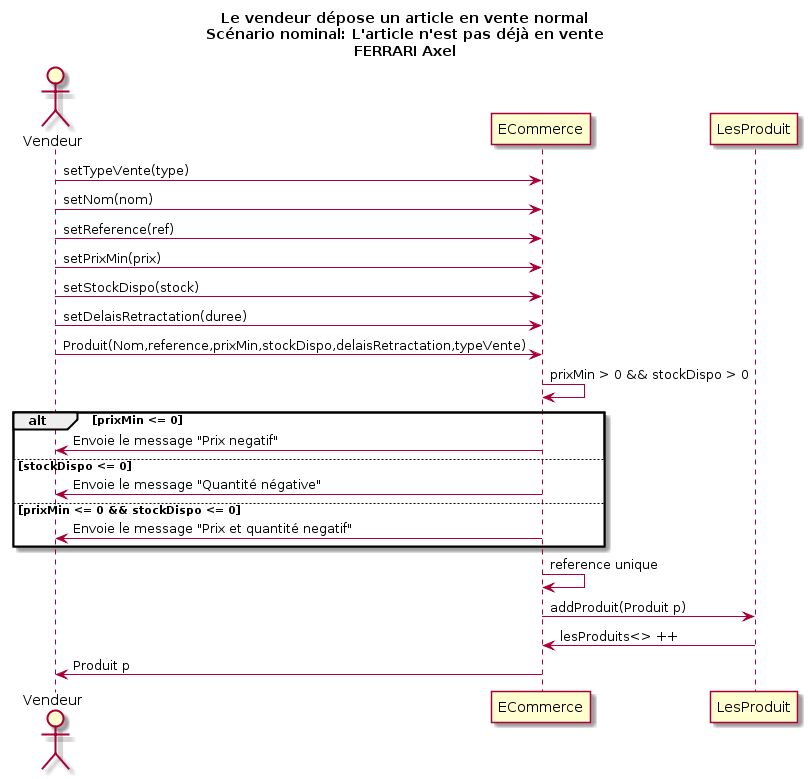 Le vendeur dépose un article en vente normal
Scénario nominal: L'article n'est pas déjà en vente
FERRARI Axel
Vendeur
ECommerce
LesProduit
setTypeVente(type)
setNom(nom)
setReference(ref)
setPrixMin(prix)
setStockDispo(stock)
setDelaisRetractation(duree)
Produit(Nom,reference,prixMin,stockDispo,delaisRetractation,typeVente)
prixMin > 0 && stockDispo > 0
alt [prixMin <= 0]
Envoie le message "Prix negatif"
[stockDispo <= 0]
Envoie le message "Quantité négative"
[prixMin <= 0 && stockDispo <= 0]
Envoie le message "Prix et quantité negatif"
reference unique
addProduit(Produit p)
lesProduits<> ++
Produit p
Vendeur
ECommerce
LesProduit